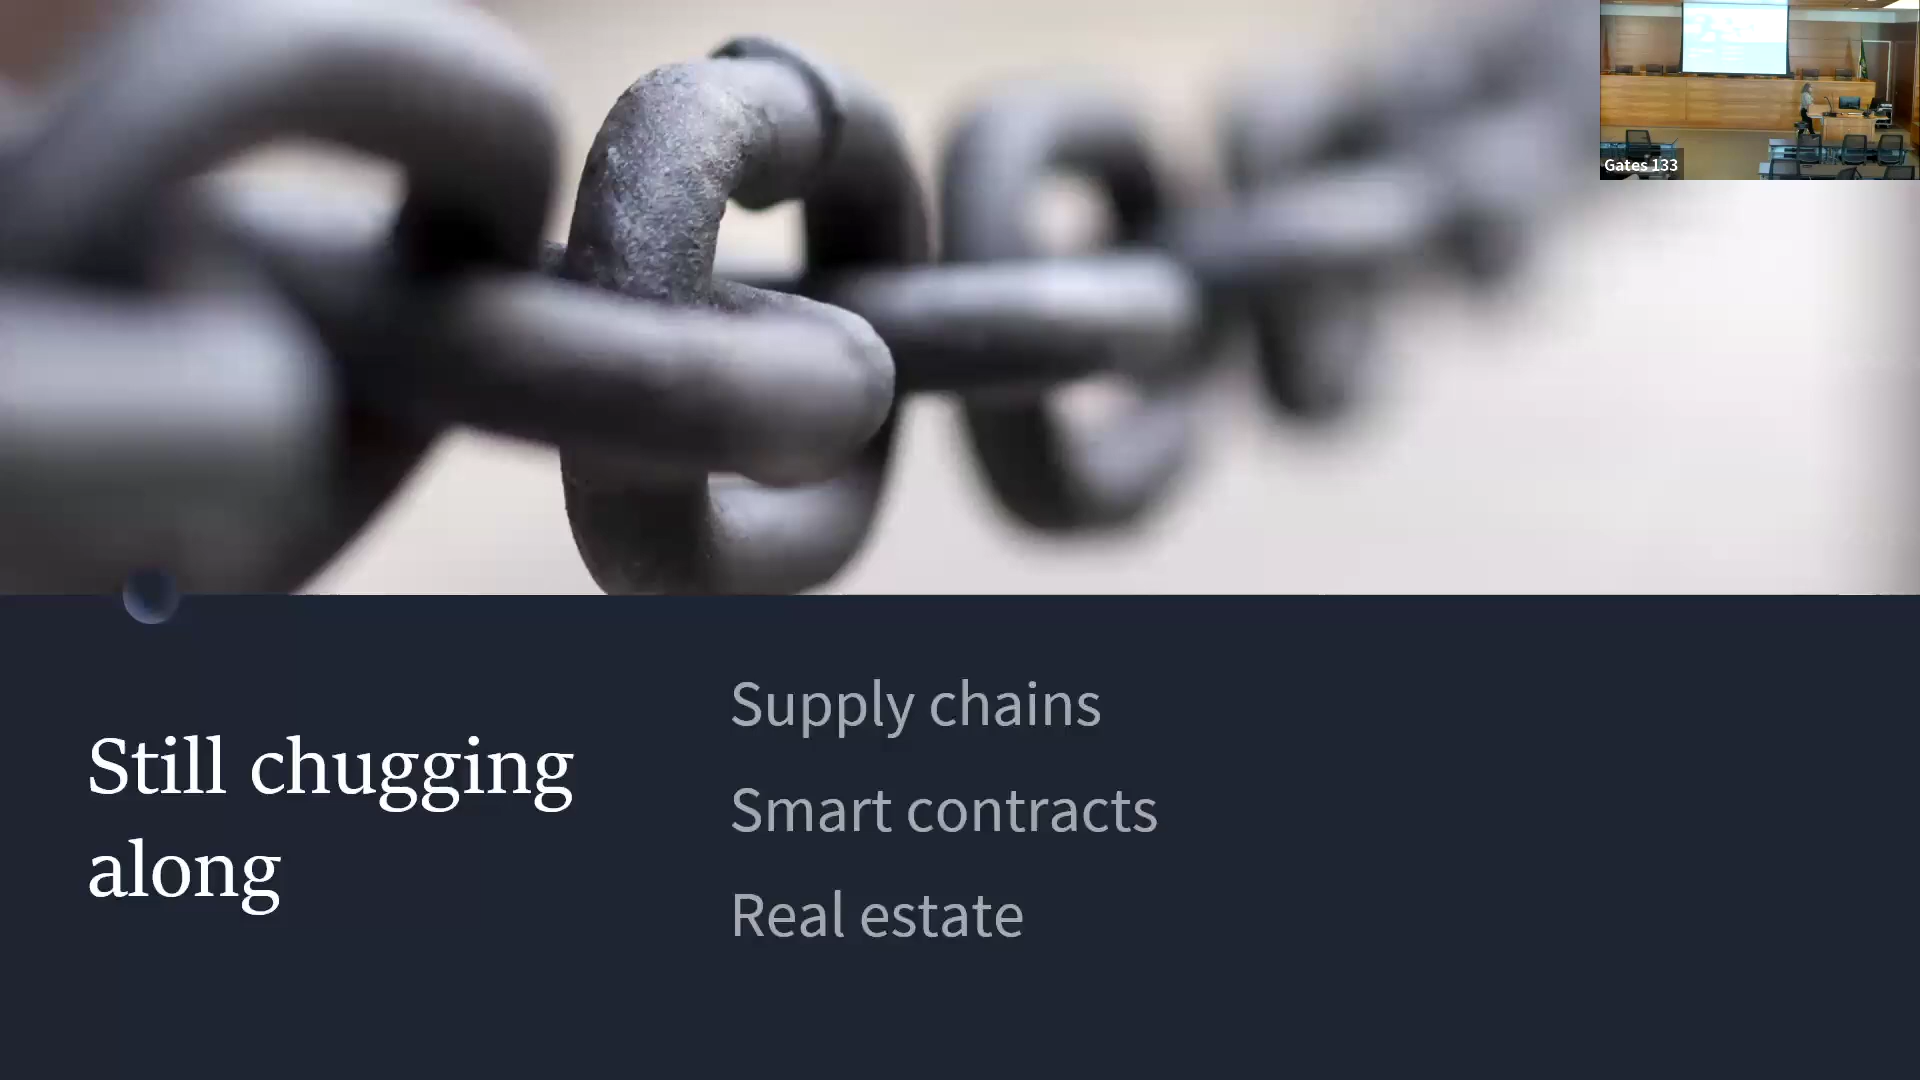 Gates 133
Still chugging
along
Supply chains
Smart contracts
Real estate